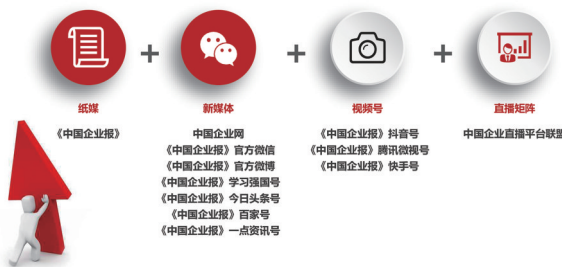 纸媒
《中国企业报》
新媒体
中国企业网
《中国企业报》官方微信
《中国企业报》官方微博
《中国企业报》学习强国号
《中国企业报》今日头条号
《中国企业报》百家号
《中国企业报》一点资讯号
视频号
《中国企业报》抖音号
《中国企业报》腾讯微视号
《中国企业报》快手号
直播矩阵
中国企业直播平台联盟